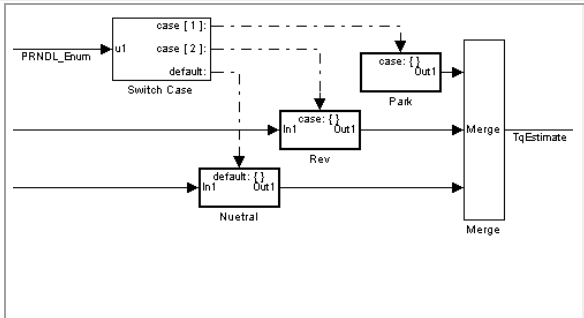 case [ 1 ]:
PRNDL_Enum
u1
case [ 2 ]:
default:
Switch Case
case: { }
Out1
Park
case: { }
In1
Out1
Rev
Merge
TqEstimate
default: { }
In1
Out1
Nuetral
Merge